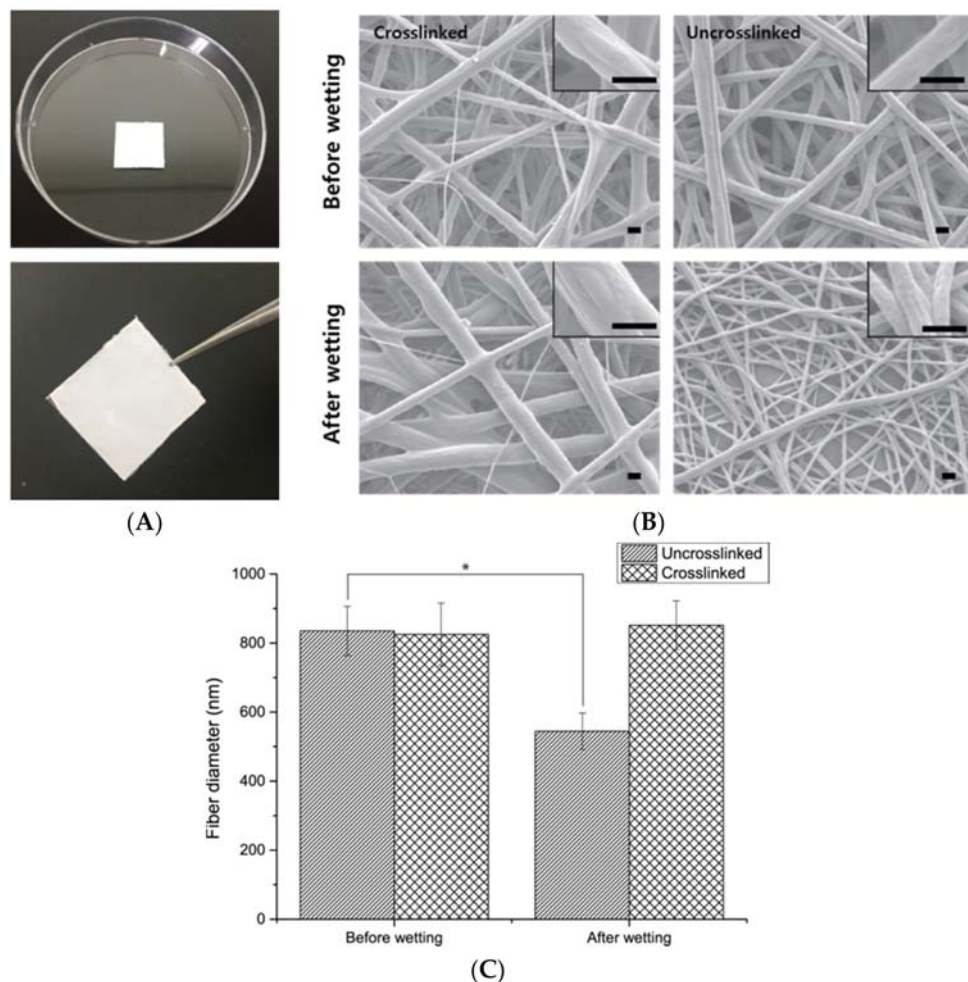 Crosslinked
Uncrosslinked
Before wetting
After wetting
(A)
(B)
Uncrosslinked
Crosslinked
*
1000
800
600
400
200
0
Fiber diameter (nm)
Before wetting
After wetting
(C)